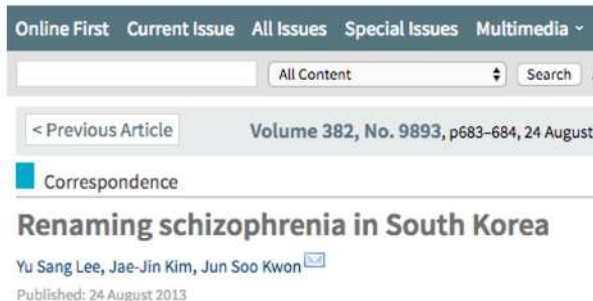 Online First Current Issue All Issues Special Issues Multimedia
All Content Search
< Previous Article Volume 382, No. 9893, p683–684, 24 August
Correspondence
Renaming schizophrenia in South Korea
Yu Sang Lee, Jae-Jin Kim, Jun Soo Kwon
Published: 24 August 2013